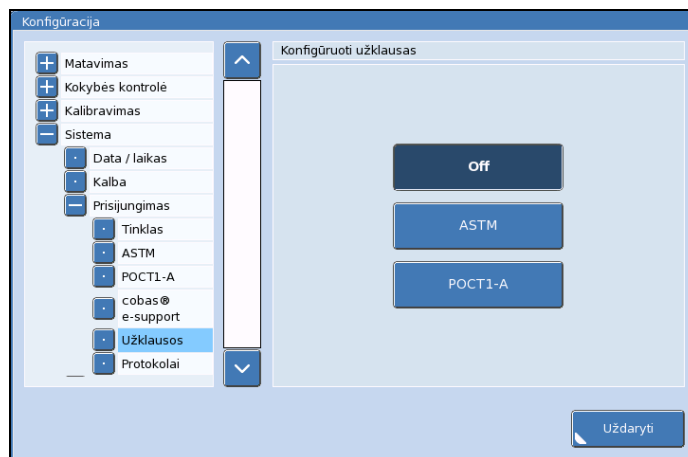 Konfigūracija
Matavimas
Kokybės kontrolė
Kalibravimas
Sistema
Data / laikas
Kalba
Prisijungimas
Tinklas
ASTM
POCT1-A
cobas®
e-support
Užklausos
Protokolai
Konfigūruoti užklausas
Off
ASTM
POCT1-A
Uždaryti